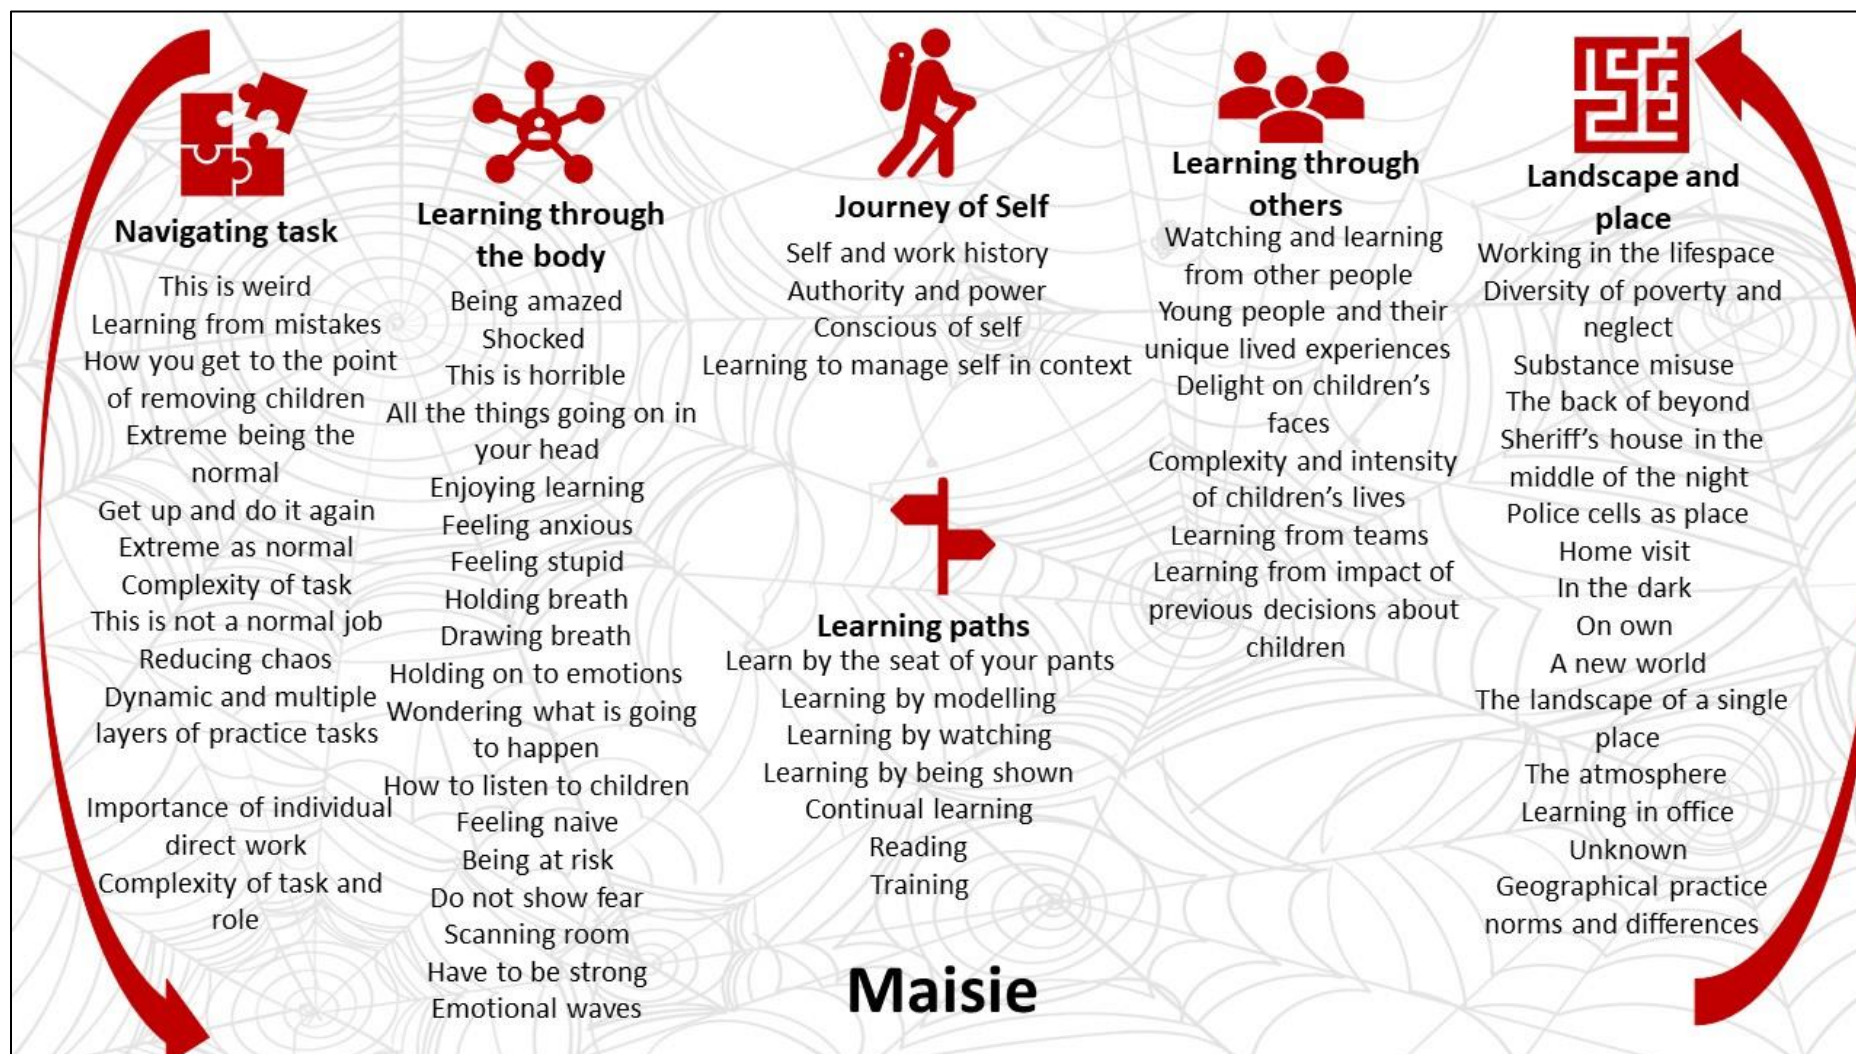 Navigating task
This is weird
Learning from mistakes
How you get to the point
of removing children
Extreme being the
normal
Get up and do it again
Extreme as normal
Complexity of task
This is not a normal job
Reducing chaos
Dynamic and multiple
layers of practice tasks
Importance of individual
direct work
Complexity of task and
role
Learning through
the body
Being amazed
Shocked
This is horrible
All the things going on in
your head
Enjoying learning
Feeling anxious
Feeling stupid
Holding breath
Drawing breath
Holding on to emotions
Wondering what is going
to happen
How to listen to children
Feeling naive
Being at risk
Do not show fear
Scanning room
Have to be strong
Emotional waves
Journey of Self
Self and work history
Authority and power
Conscious of self
Learning to manage self in context
Learning paths
Learn by the seat of your pants
Learning by modelling
Learning by watching
Learning by being shown
Continual learning
Reading
Training
Maisie
Learning through
others
Watching and learning
from other people
Young people and their
unique lived experiences
Delight on children’s
faces
Complexity and intensity
of children’s lives
Learning from teams
Learning from impact of
previous decisions about
children
Landscape and
place
Working in the lifespace
Diversity of poverty and
neglect
Substance misuse
The back of beyond
Sheriff’s house in the
middle of the night
Police cells as place
Home visit
In the dark
On own
A new world
The landscape of a single
place
The atmosphere
Learning in office
Unknown
Geographical practice
norms and differences